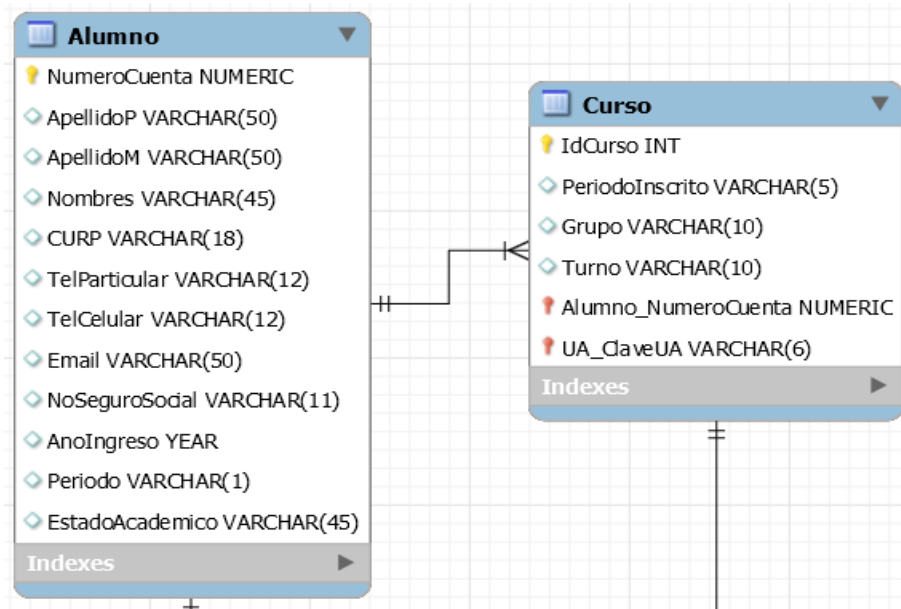 Alumno
NumeroCuenta NUMERIC
ApellidoP VARCHAR(50)
ApellidoM VARCHAR(50)
Nombres VARCHAR(45)
CURP VARCHAR(18)
TelParticular VARCHAR(12)
TelCelular VARCHAR(12)
Email VARCHAR(50)
NoSeguroSocial VARCHAR(11)
AnoIngreso YEAR
Periodo VARCHAR(1)
EstadoAcademico VARCHAR(45)
Indexes
Curso
IdCurso INT
PeriodoInscrito VARCHAR(5)
Grupo VARCHAR(10)
Turno VARCHAR(10)
Alumno_NumeroCuenta NUMERIC
UA_ClaveUA VARCHAR(6)
Indexes